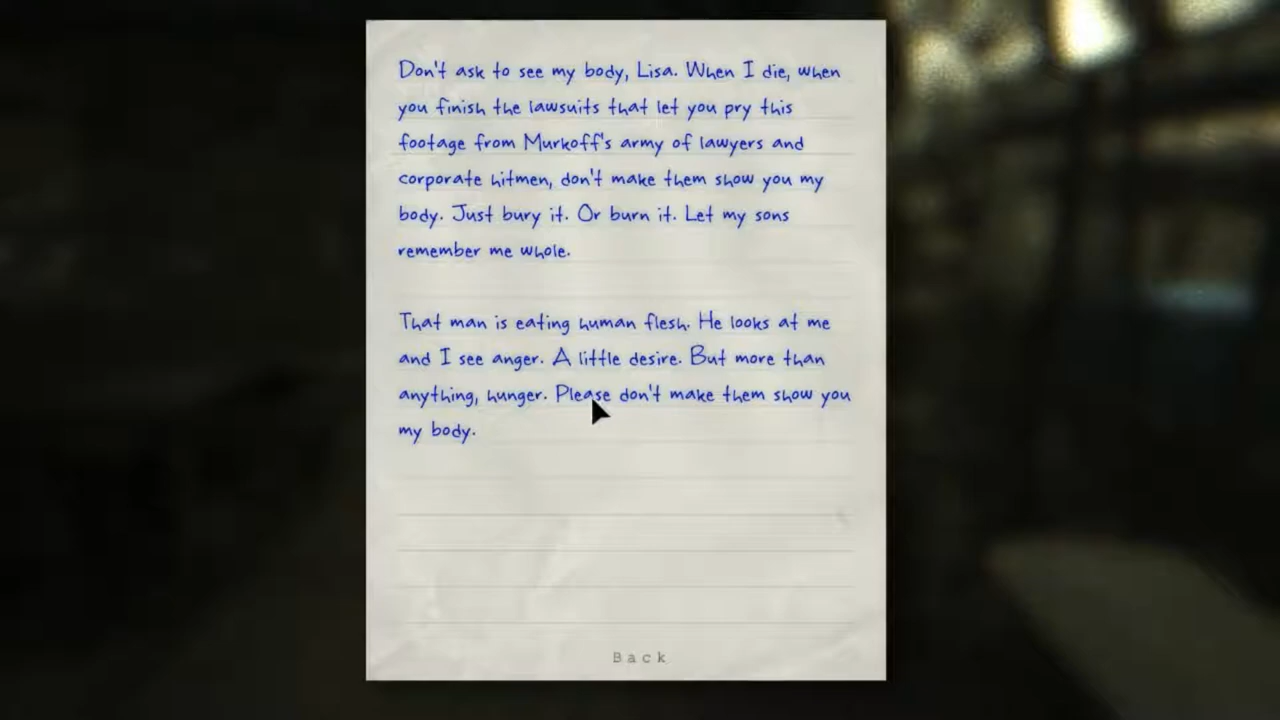 Don't ask to see my body, Lisa. When I die, when
you finish the lawsuits that let you pry this
footage from Murkoff's army of lawyers and
corporate hitmen, don't make them show you my
body. Just bury it. Or burn it. Let my sons
remember me whole.
That man is eating human flesh. He looks at me
and I see anger. A little desire. But more than
anything, hunger. Please don't make them show you
my body.
Back